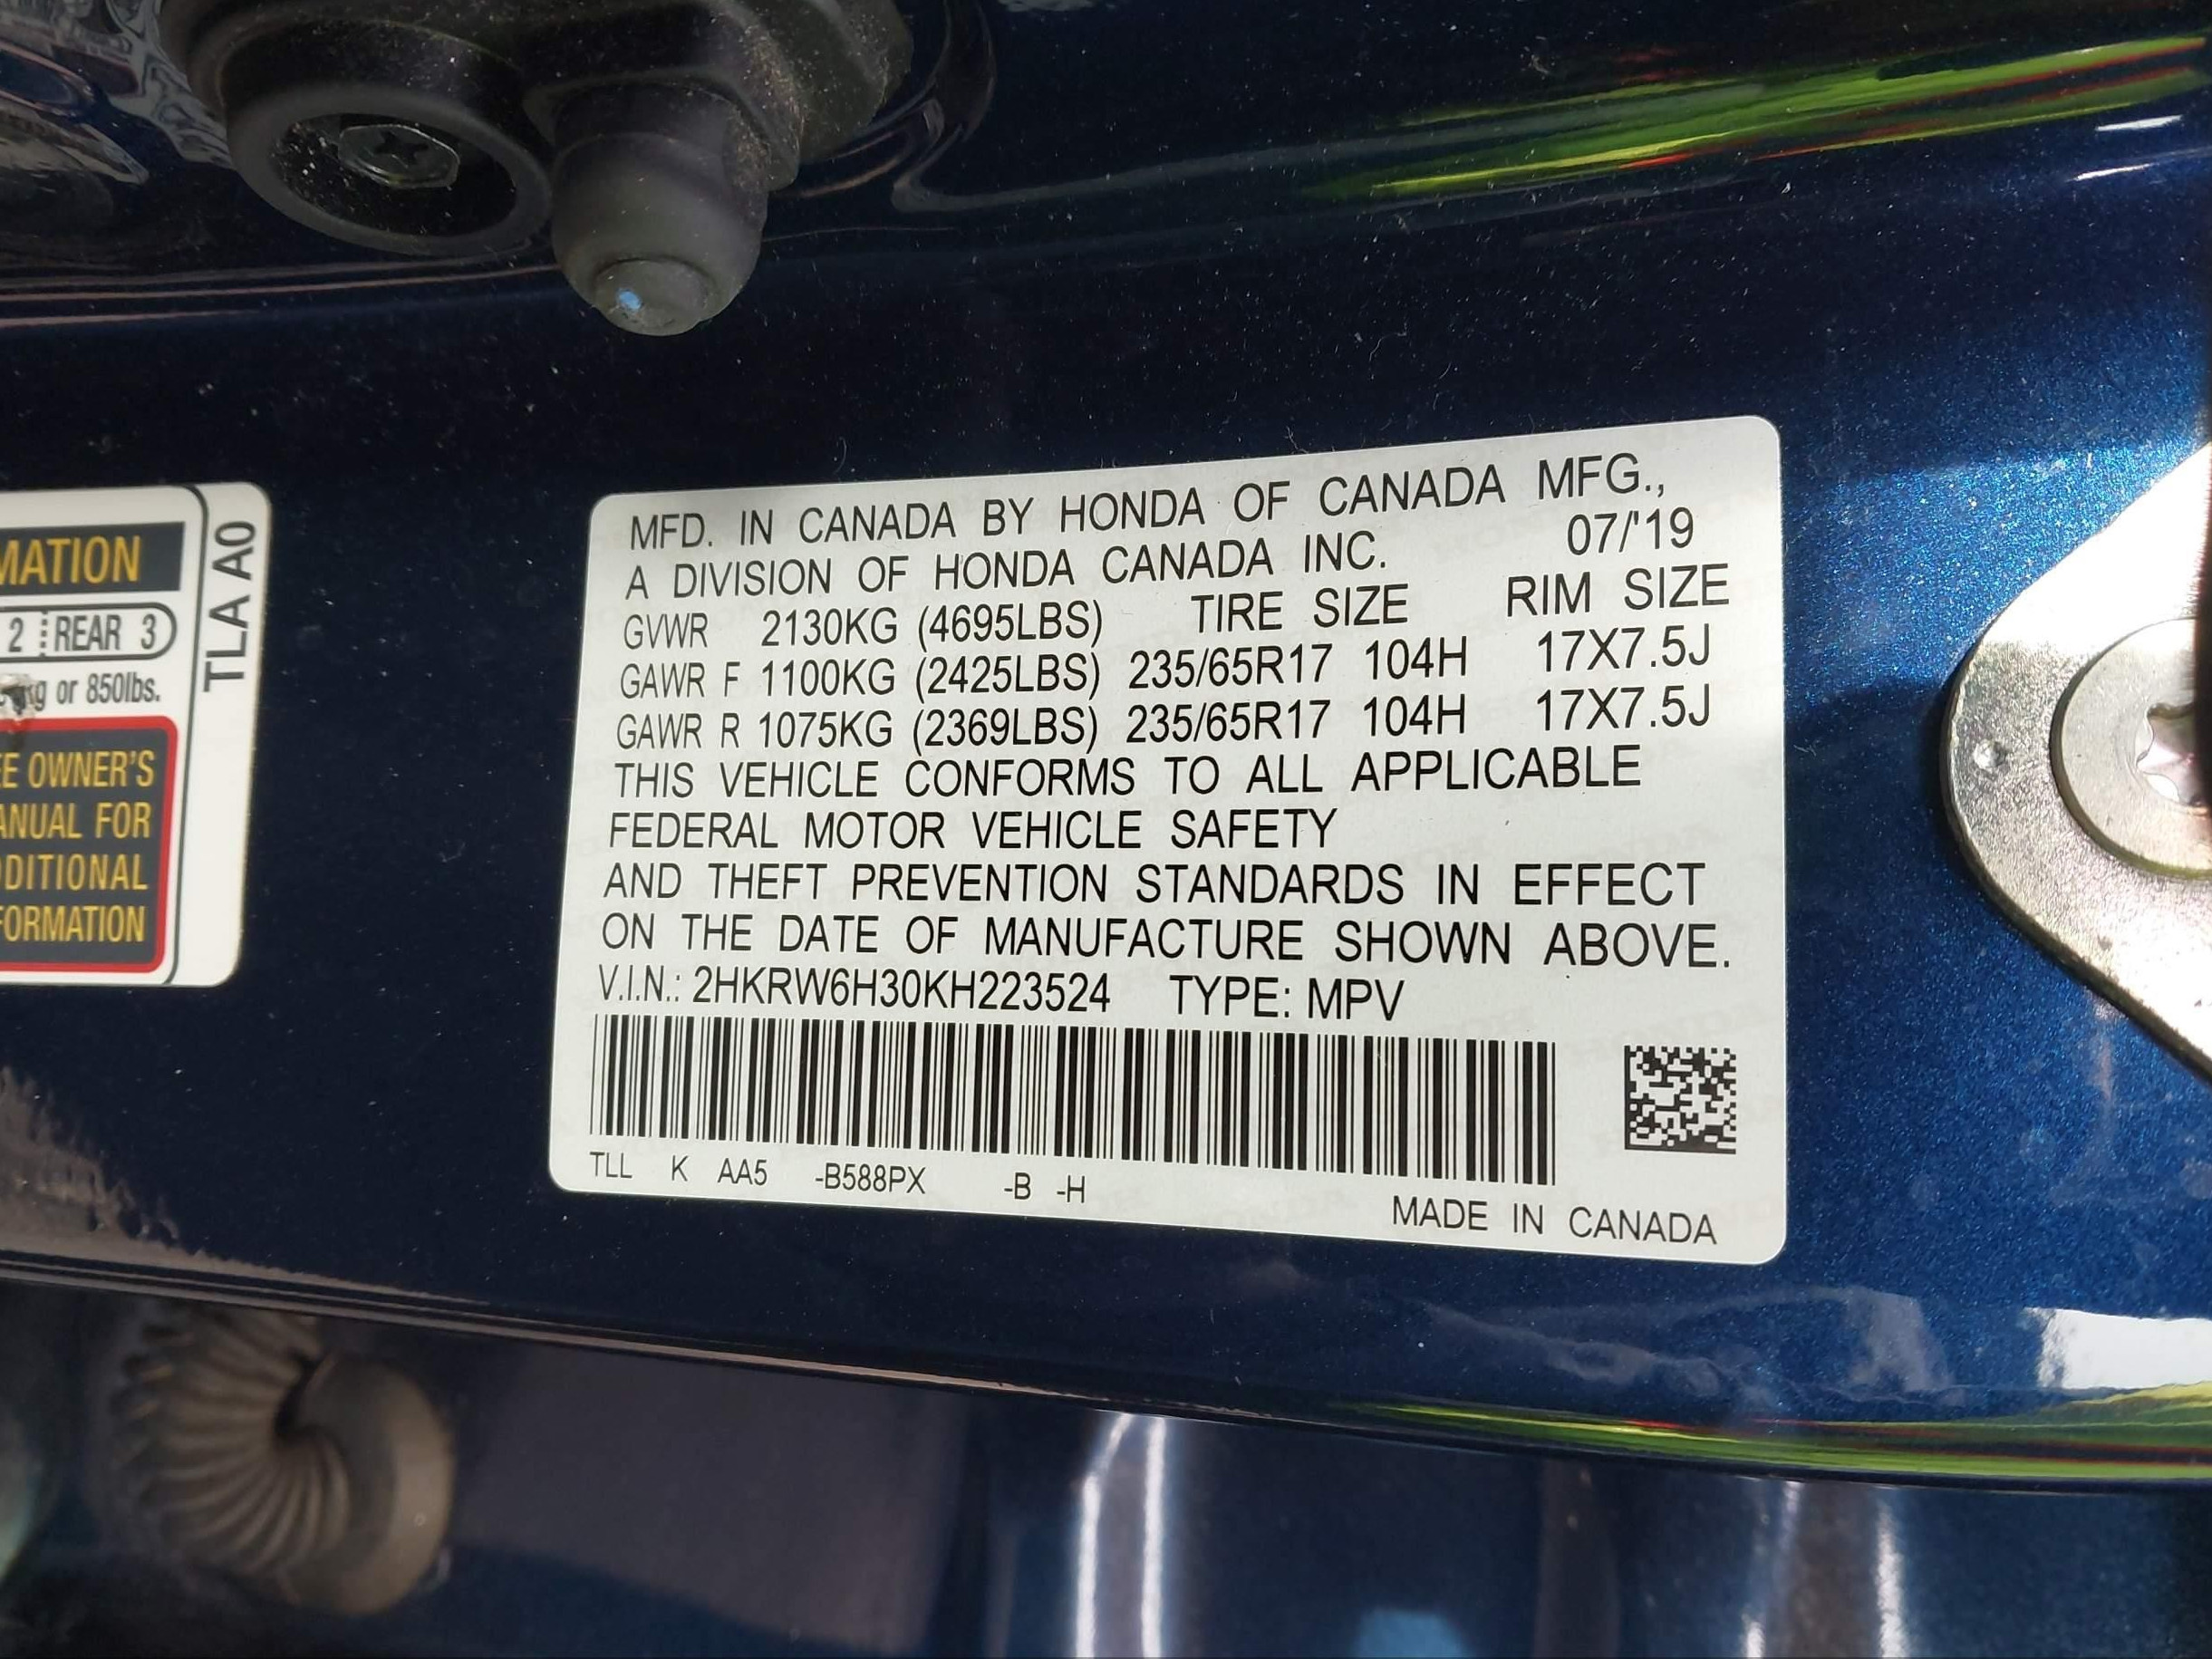 MATION
2 REAR 3
kg or 850lbs.
EE OWNER'S
ANUAL FOR
DDITIONAL
FORMATION
TLA A0
MFD. IN CANADA BY HONDA OF CANADA MFG.,
A DIVISION OF HONDA CANADA INC. 07/'19
GVWR 2130KG (4695LBS) TIRE SIZE RIM SIZE
GAWR F 1100KG (2425LBS) 235/65R17 104H 17X7.5J
GAWR R 1075KG (2369LBS) 235/65R17 104H 17X7.5J
THIS VEHICLE CONFORMS TO ALL APPLICABLE
FEDERAL MOTOR VEHICLE SAFETY
AND THEFT PREVENTION STANDARDS IN EFFECT
ON THE DATE OF MANUFACTURE SHOWN ABOVE.
V.I.N.: 2HKRW6H30KH223524 TYPE: MPV
TLL K AA5 -B588PX -B -H
MADE IN CANADA